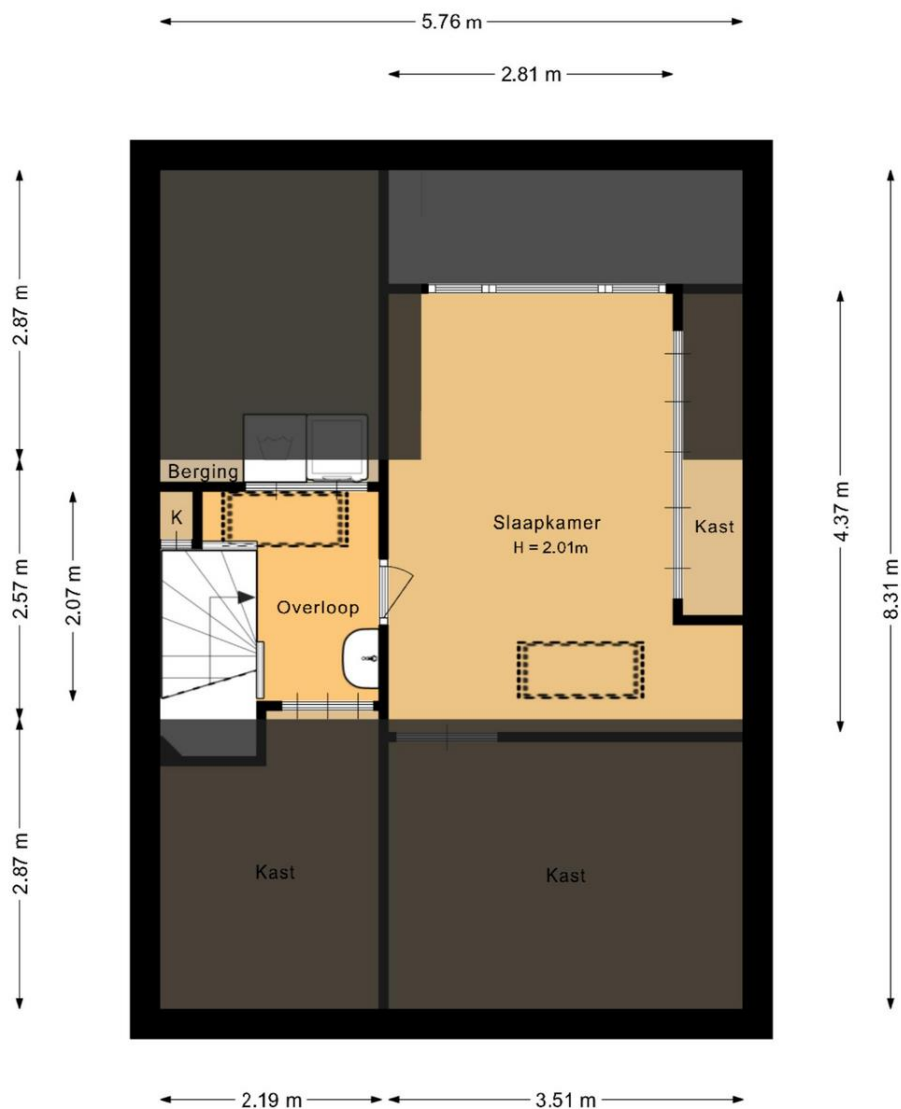 5.76 m
2.81 m
2.87 m
Berging
K
Slaapkamer
H = 2.01m
Kast
4.37 m
2.57 m
2.07 m
Overloop
8.31 m
2.87 m
Kast
Kast
2.19 m
3.51 m